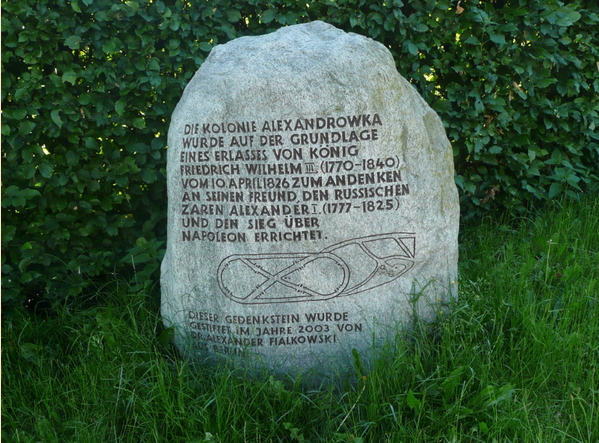 DIE KOLONIE ALEXANDROWKA
WURDE AUF DER GRUNDLAGE
EINES ERLASSES VON KÖNIG
FRIEDRICH WILHELM III. (1770-1840)
VOM 10. APRIL 1826 ZUM ANDENKEN
AN SEINEN FREUND, DEN RUSSISCHEN
ZAREN ALEXANDER I. (1777-1825)
UND DEN SIEG ÜBER
NAPOLEON ERRICHTET.
DIESER GEDENKSTEIN WURDE
GESTIFTET IM JAHRE 2003 VON
DR. ALEXANDER FIALKOWSKI
AUS BERLIN